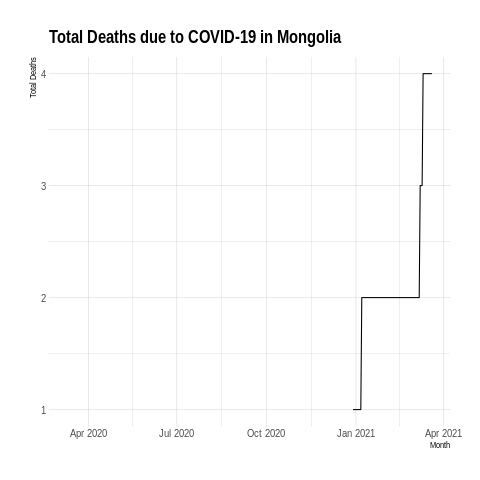 Total Deaths due to COVID-19 in Mongolia
Total Deaths
4
3
2
1
Apr 2020 Jul 2020 Oct 2020 Jan 2021 Apr 2021
Month